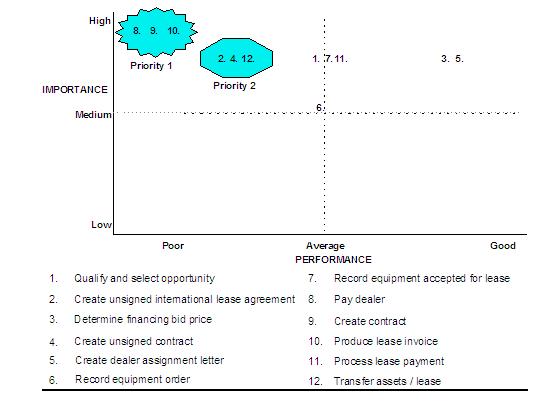 High
8. 9. 10.
Priority 1
2. 4. 12.
Priority 2
1. 7. 11.
3. 5.
IMPORTANCE
6.
Medium
Low
Poor Average Good
PERFORMANCE
1. Qualify and select opportunity
2. Create unsigned international lease agreement
3. Determine financing bid price
4. Create unsigned contract
5. Create dealer assignment letter
6. Record equipment order
7. Record equipment accepted for lease
8. Pay dealer
9. Create contract
10. Produce lease invoice
11. Process lease payment
12. Transfer assets / lease